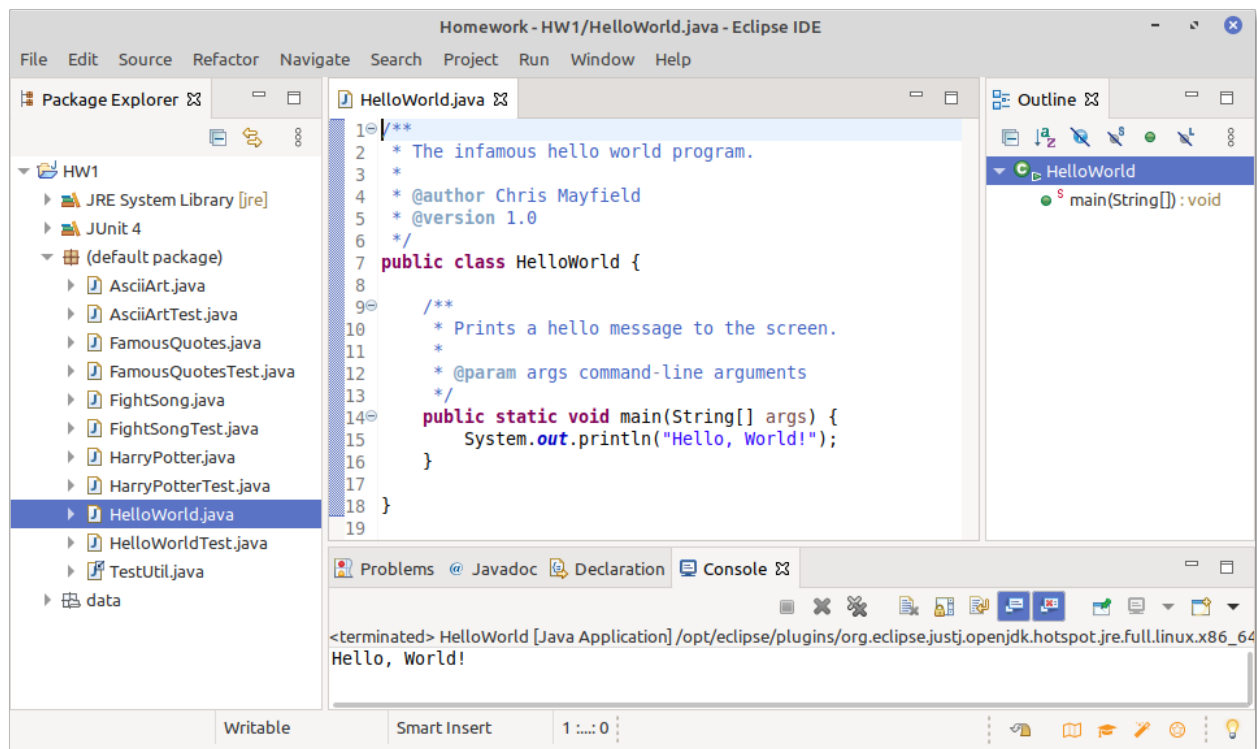 Homework - HW1/HelloWorld.java - Eclipse IDE
File Edit Source Refactor Navigate Search Project Run Window Help
Package Explorer
HW1
JRE System Library [jre]
JUnit 4
(default package)
AsciiArt.java
AsciiArtTest.java
FamousQuotes.java
FamousQuotesTest.java
FightSong.java
FightSongTest.java
HarryPotter.java
HarryPotterTest.java
HelloWorld.java
HelloWorldTest.java
TestUtil.java
data
HelloWorld.java
1 /**
2  * The infamous hello world program.
3  *
4  * @author Chris Mayfield
5  * @version 1.0
6  */
7 public class HelloWorld {
8
9     /**
10      * Prints a hello message to the screen.
11      *
12      * @param args command-line arguments
13      */
14     public static void main(String[] args) {
15         System.out.println("Hello, World!");
16     }
17
18 }
19
Outline
HelloWorld
main(String[]) : void
Problems @ Javadoc Declaration Console
<terminated> HelloWorld [Java Application] /opt/eclipse/plugins/org.eclipse.justj.openjdk.hotspot.jre.full.linux.x86_64
Hello, World!
Writable Smart Insert 1 :...: 0